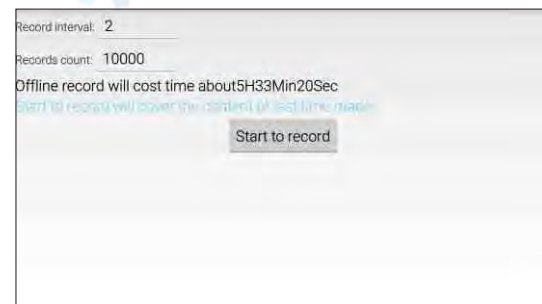 Record interval: 2
Records count: 10000
Offline record will cost time about5H33Min20Sec
Start to record will cover the content of last time made
Start to record